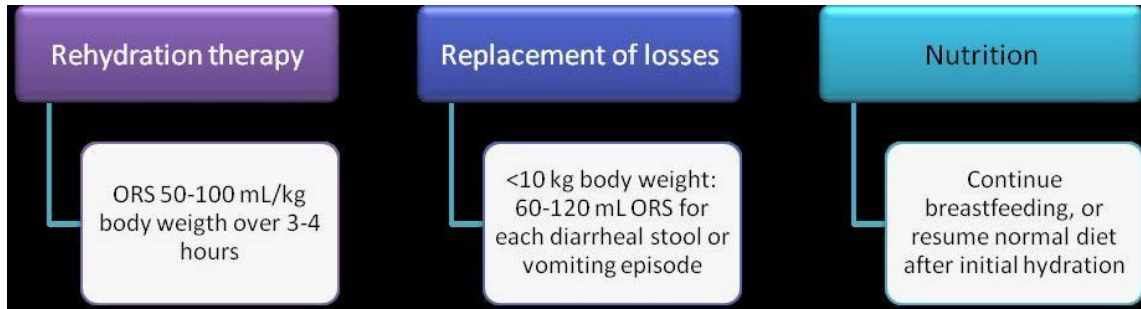 Rehydration therapy
ORS 50-100 mL/kg
body weigth over 3-4
hours
Replacement of losses
<10 kg body weight:
60-120 mL ORS for
each diarrheal stool or
vomiting episode
Nutrition
Continue
breastfeeding, or
resume normal diet
after initial hydration